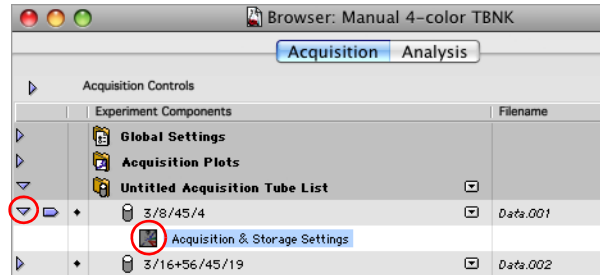 Browser: Manual 4-color TBNK
Acquisition Analysis
Acquisition Controls
Experiment Components Filename
Global Settings
Acquisition Plots
Untitled Acquisition Tube List
3/8/45/4 Data.001
Acquisition & Storage Settings
3/16+56/45/19 Data.002